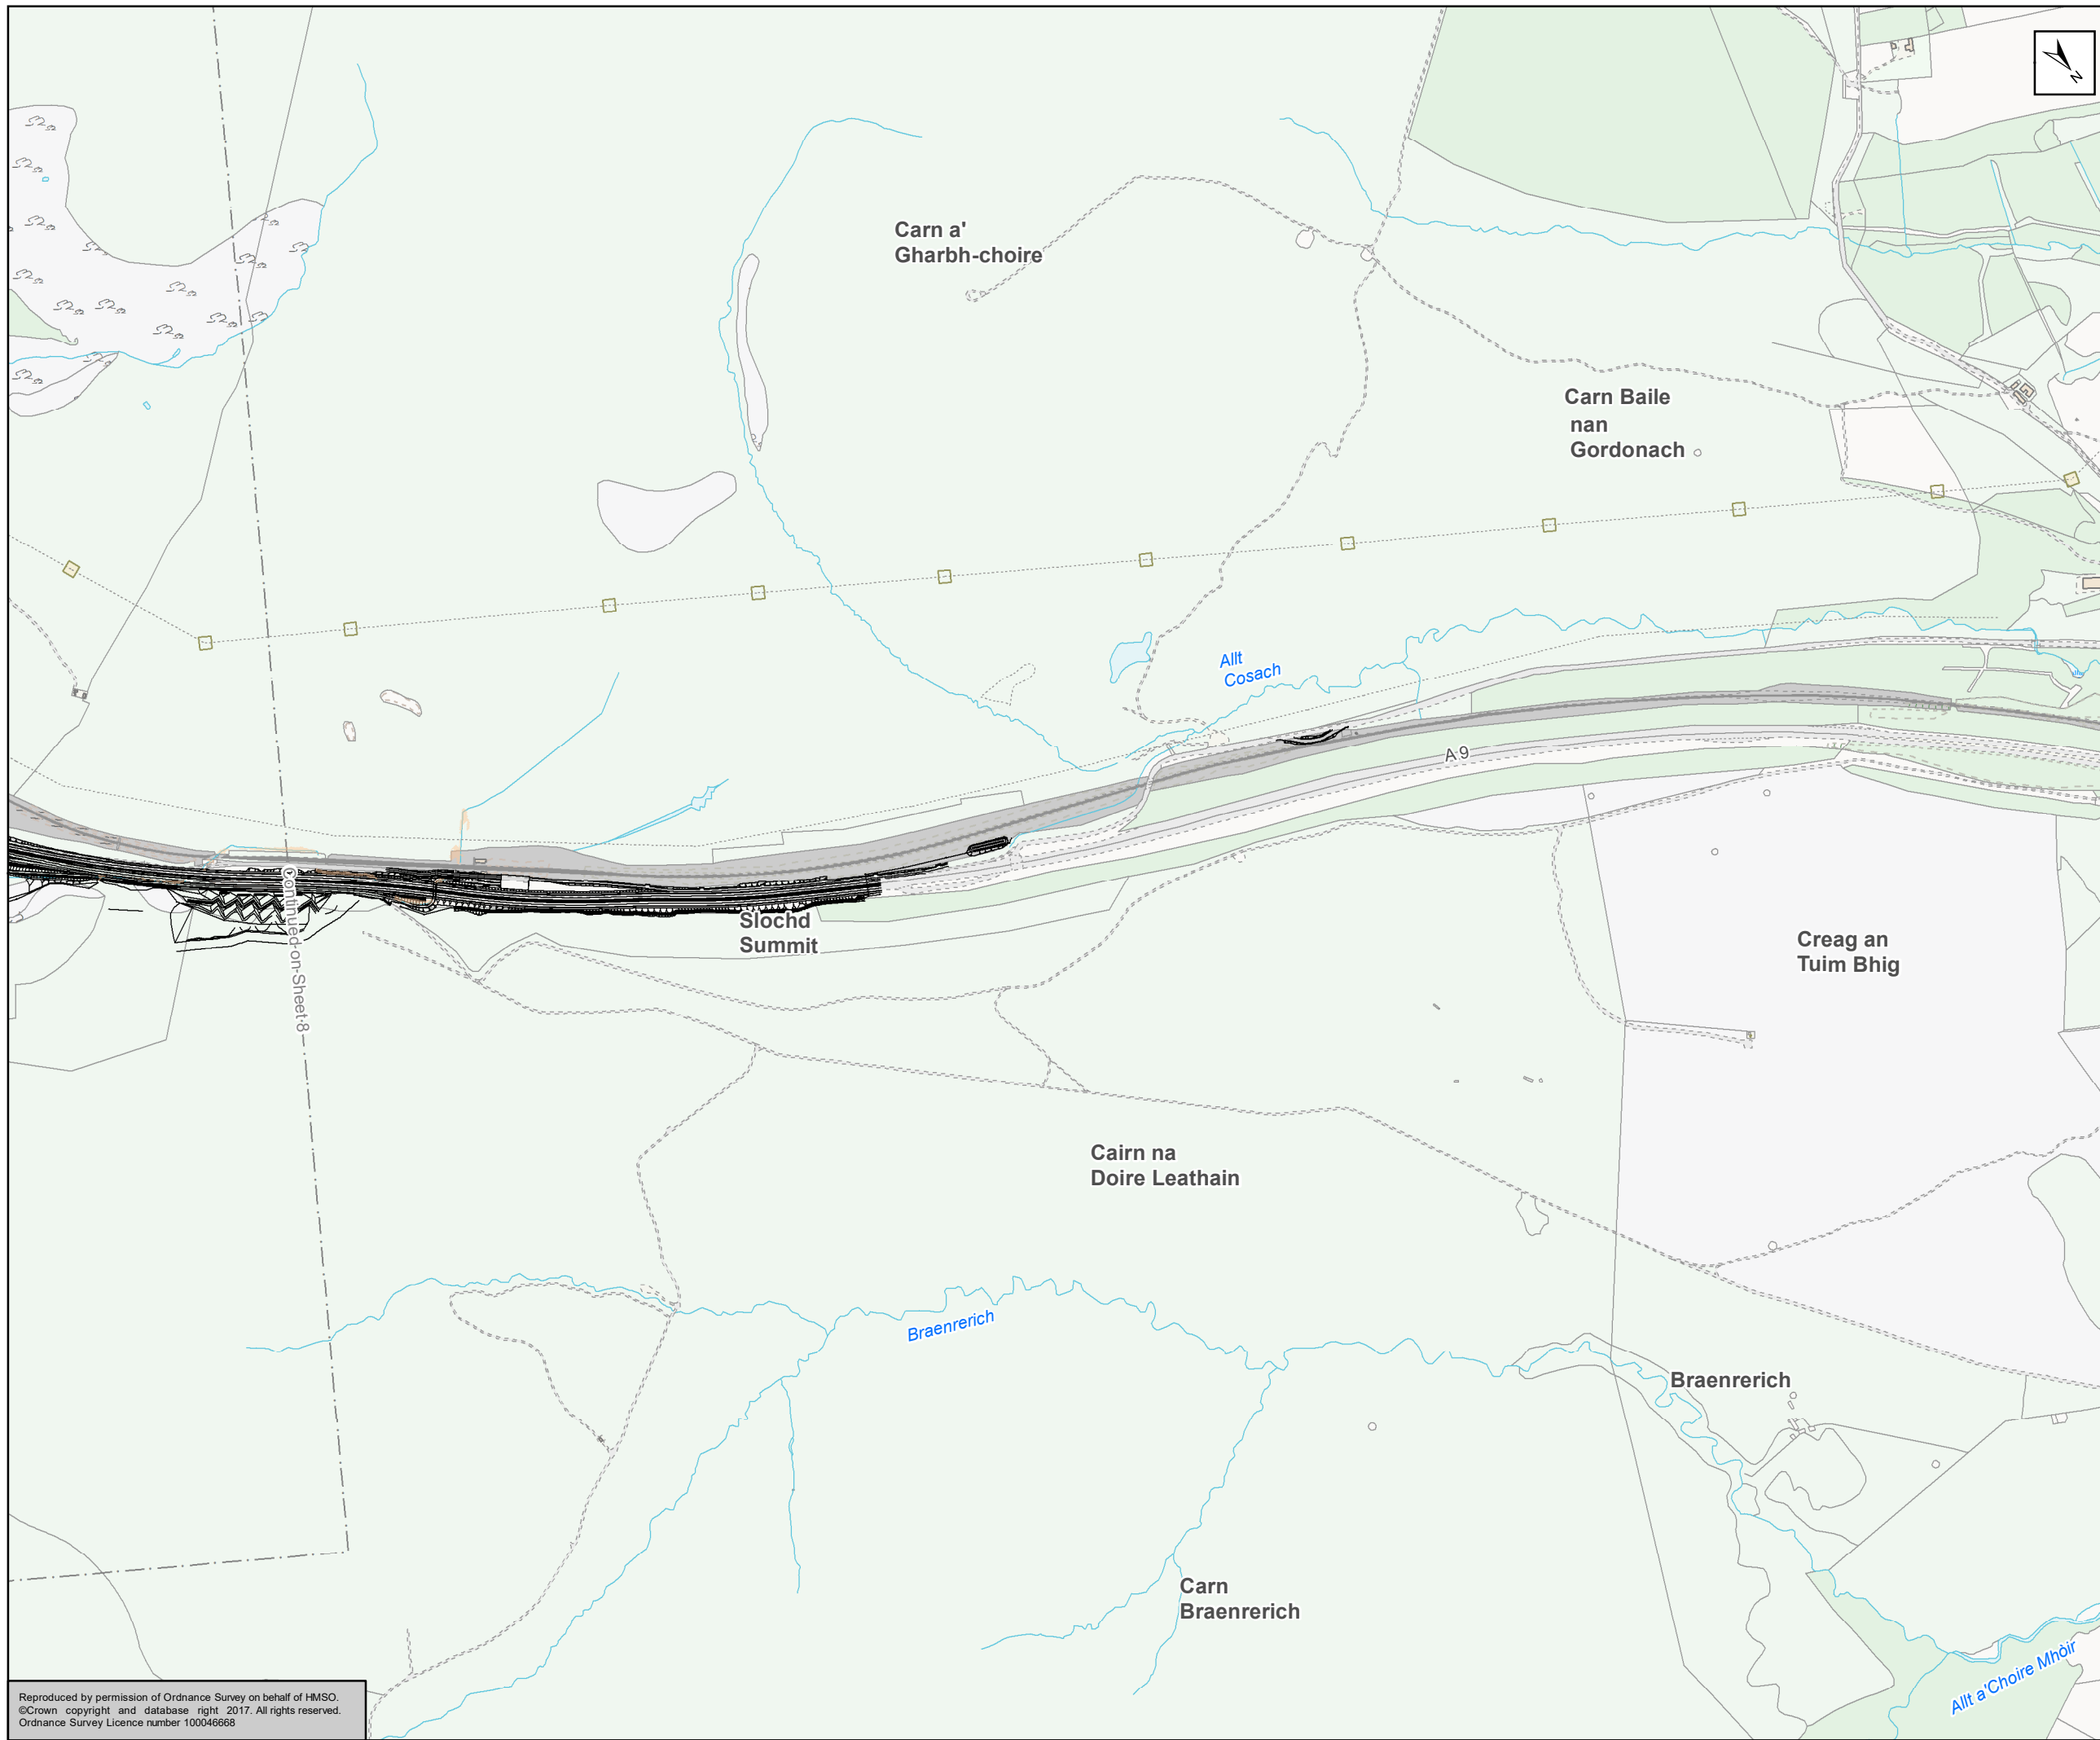 N
Carn a'
Gharbh-choire
Carn Baile
nan
Gordonach
Allt
Cosach
A 9
Continued on Sheet 8
Slochd
Summit
Creag an
Tuim Bhig
Cairn na
Doire Leathain
Braenrerich
Braenrerich
Carn
Braenrerich
Allt a'Choire Mhòir
Reproduced by permission of Ordnance Survey on behalf of HMSO.
©Crown copyright and database right 2017. All rights reserved.
Ordnance Survey Licence number 100046668